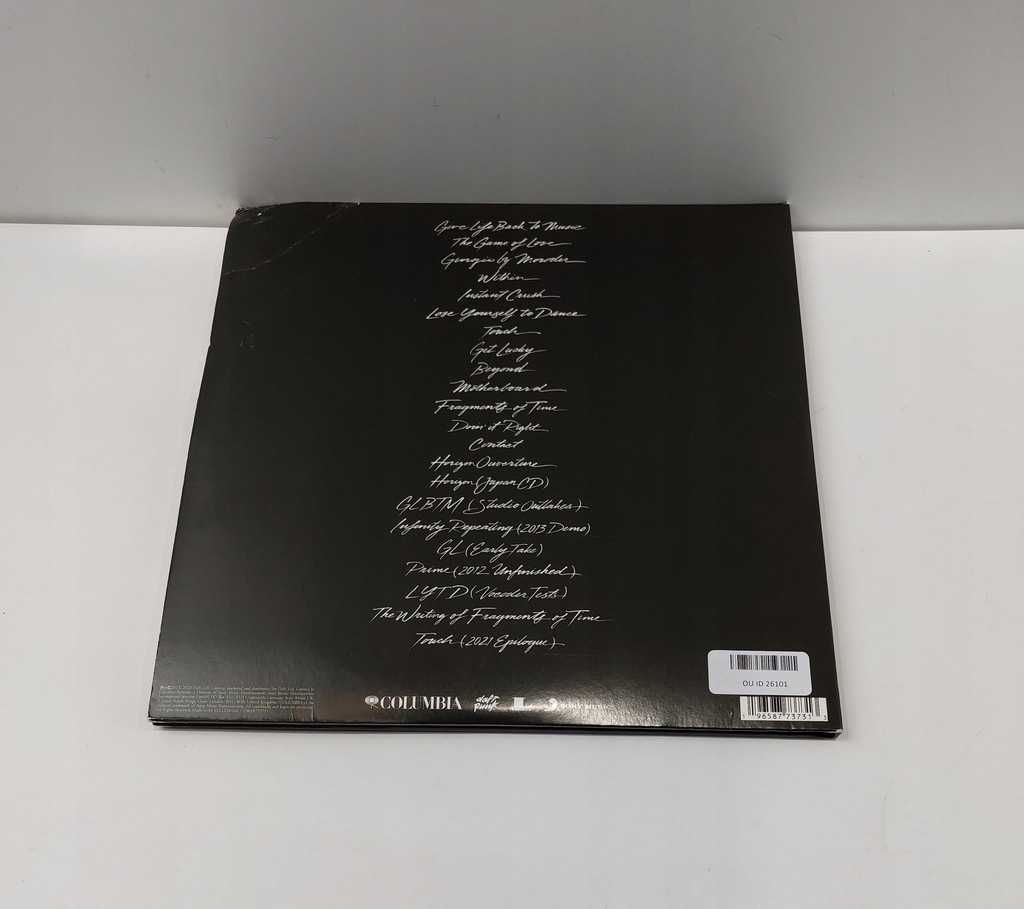 Give Life Back to Music
The Game of Love
Giorgio by Moroder
Within
Instant Crush
Lose Yourself to Dance
Touch
Get Lucky
Beyond
Motherboard
Fragments of Time
Doin' it Right
Contact
Horizon Ouverture
Horizon (Japan CD)
GLBTM (Studio Outtakes)
Infinity Repeating (2013 Demo)
GL (Early Take)
Prime (2012 Unfinished)
LYTD (Vocoder Tests)
The Writing of Fragments of Time
Touch (2021 Epilogue)
OU ID 26101
COLUMBIA
daft punk
96587 73731